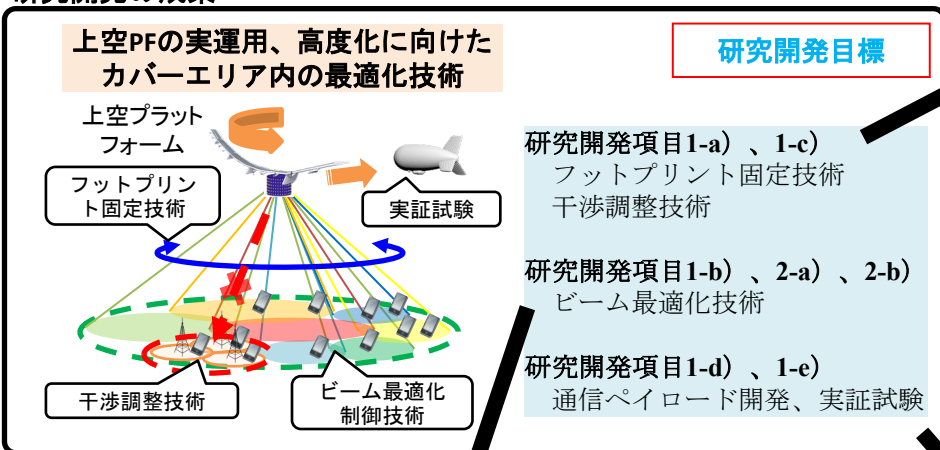 研究開発の成果
上空PFの実運用、高度化に向けた
カバーエリア内の最適化技術
研究開発目標
上空プラット
フォーム
フットプリン
ト固定技術
実証試験
干渉調整技術
ビーム最適化
制御技術
研究開発項目1-a）、1-c）
フットプリント固定技術
干渉調整技術
研究開発項目1-b）、2-a）、2-b）
ビーム最適化技術
研究開発項目1-d）、1-e）
通信ペイロード開発、実証試験